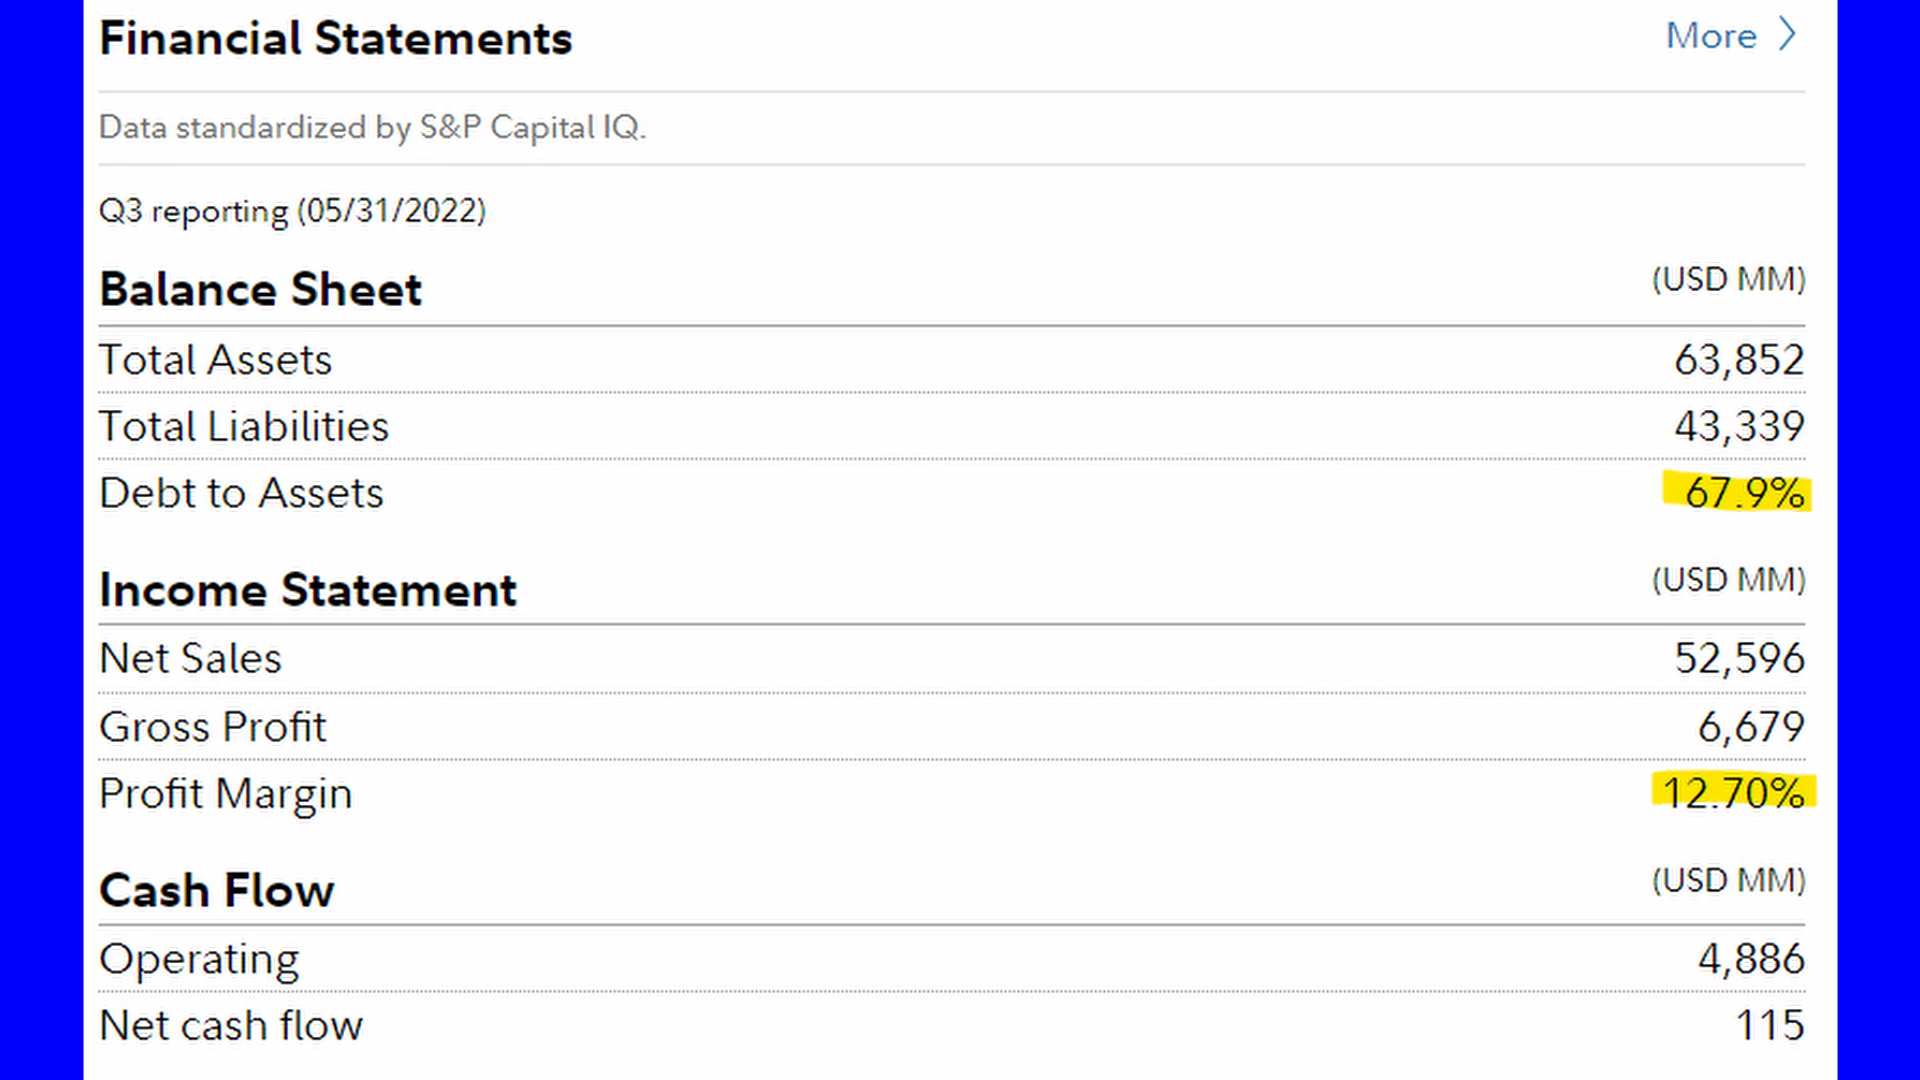 Financial Statements More >
Data standardized by S&P Capital IQ.
Q3 reporting (05/31/2022)
Balance Sheet (USD MM)
Total Assets 63,852
Total Liabilities 43,339
Debt to Assets 67.9%
Income Statement (USD MM)
Net Sales 52,596
Gross Profit 6,679
Profit Margin 12.70%
Cash Flow (USD MM)
Operating 4,886
Net cash flow 115